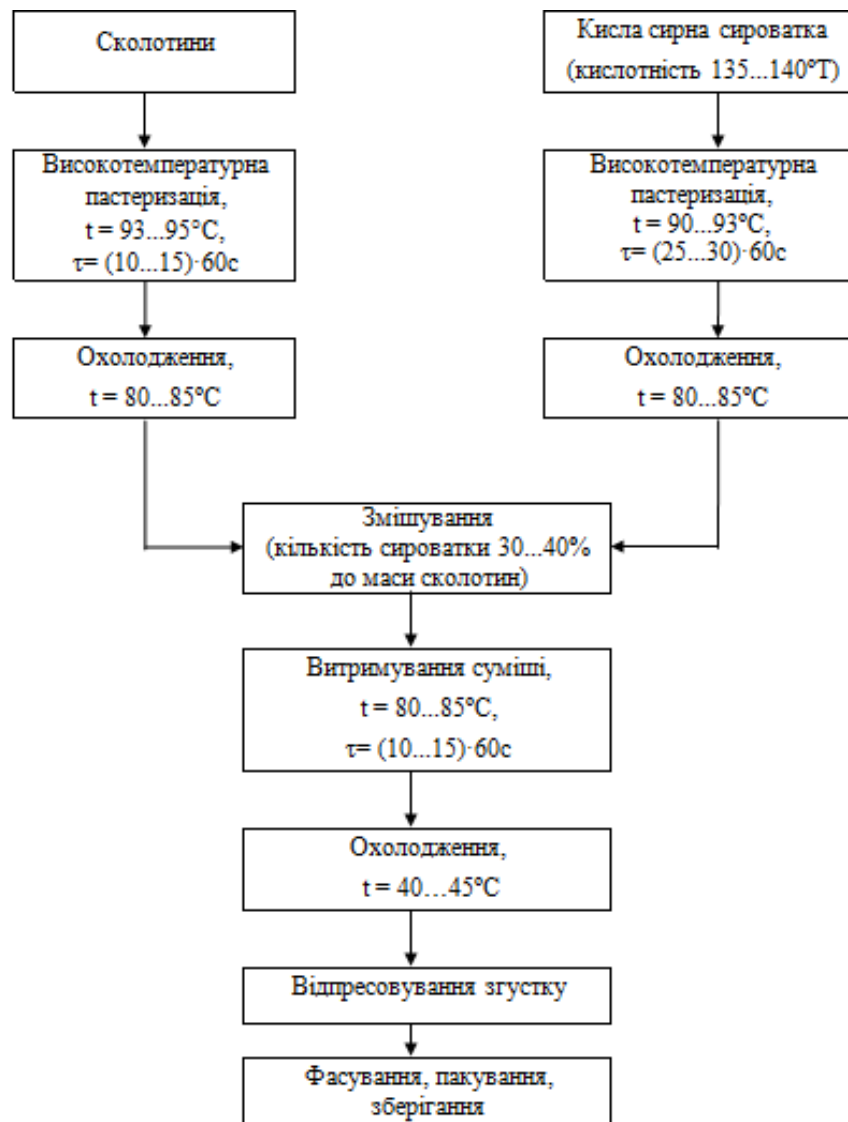 Сколотини
Кисла сирна сироватка
(кислотність 135...140°Т)
Високотемпературна
пастеризація,
t = 93...95°С,
τ= (10...15)·60с
Високотемпературна
пастеризація,
t = 90...93°С,
τ= (25...30)·60с
Охолодження,
t = 80...85°С
Охолодження,
t = 80...85°С
Змішування
(кількість сироватки 30...40%
до маси сколотин)
Витримування суміші,
t = 80...85°С,
τ= (10...15)·60с
Охолодження,
t = 40…45°С
Відпресовування згустку
Фасування, пакування,
зберігання